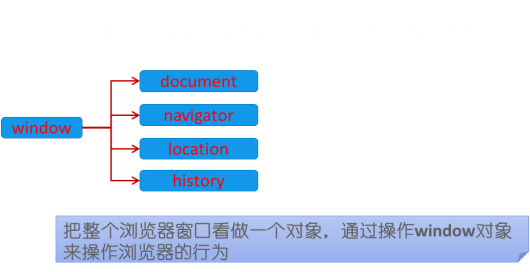 document
navigator
window
location
history
把整个浏览器窗口看做一个对象，通过操作window对象
来操作浏览器的行为